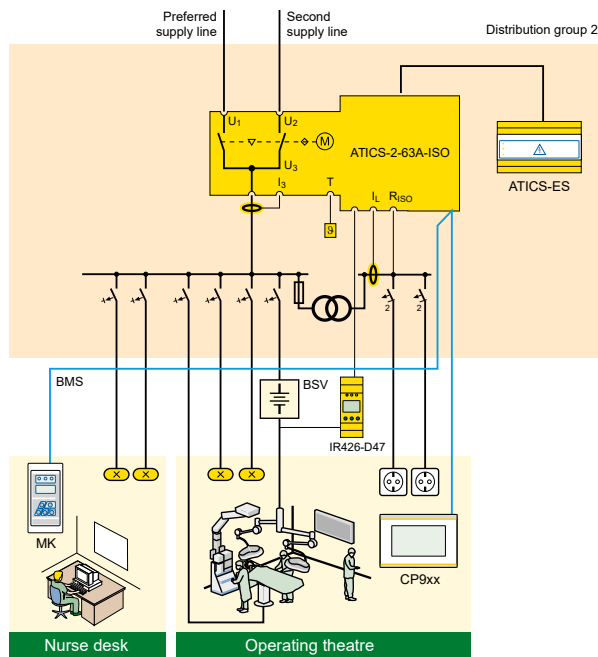 Preferred
supply line
Second
supply line
Distribution group 2
U1
U2
M
ATICS-2-63A-ISO
U3
I3
T
IL
RISO
ϑ
ATICS-ES
2
2
BMS
BSV
IR426-D47
MK
CP9xx
Nurse desk
Operating theatre